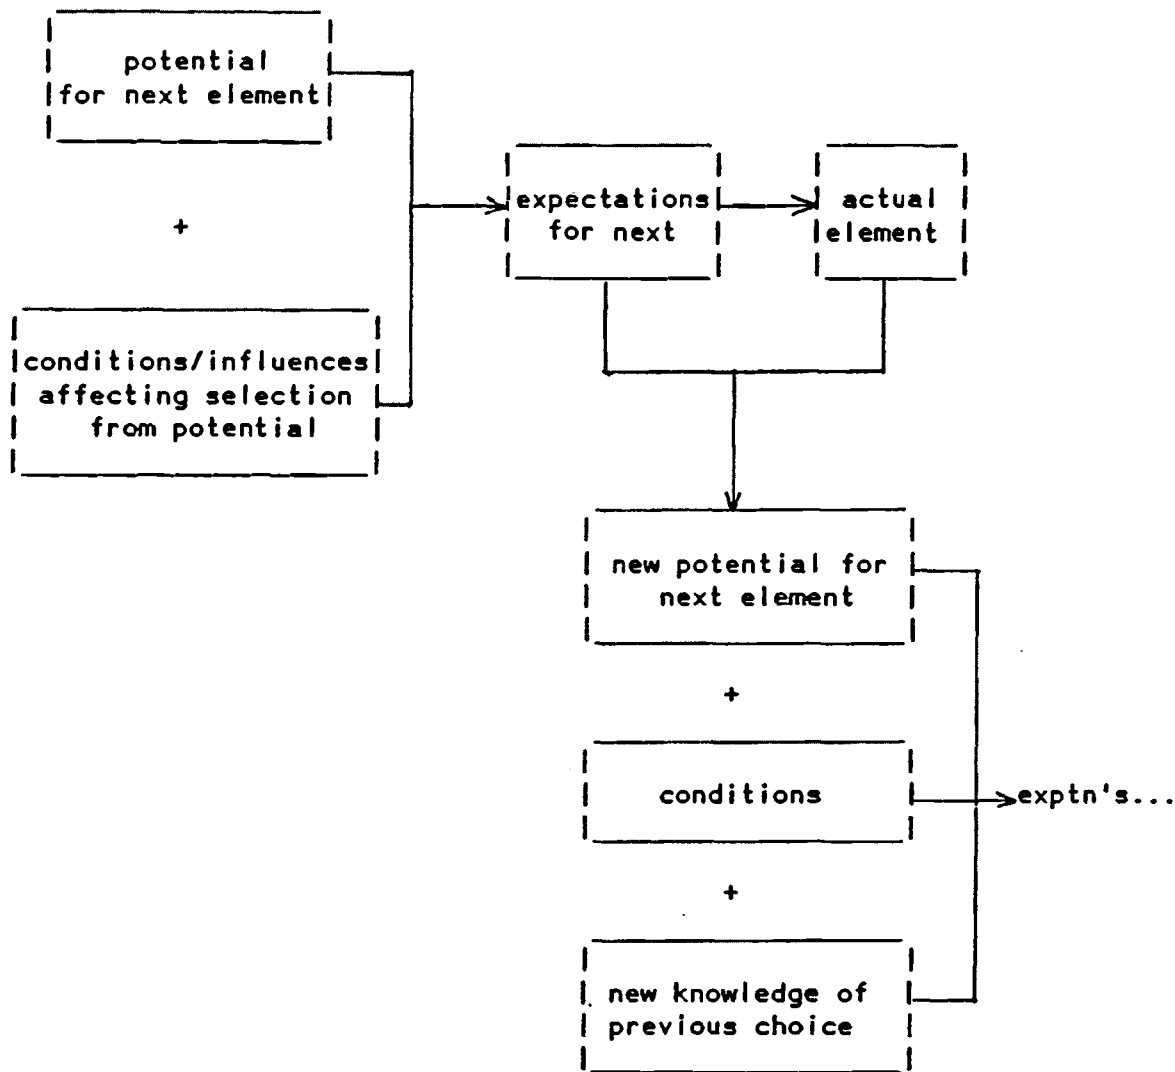 potential
for next element
+
conditions/influences
affecting selection
from potential
expectations
for next
actual
element
new potential for
next element
+
conditions
exptn's...
+
new knowledge of
previous choice